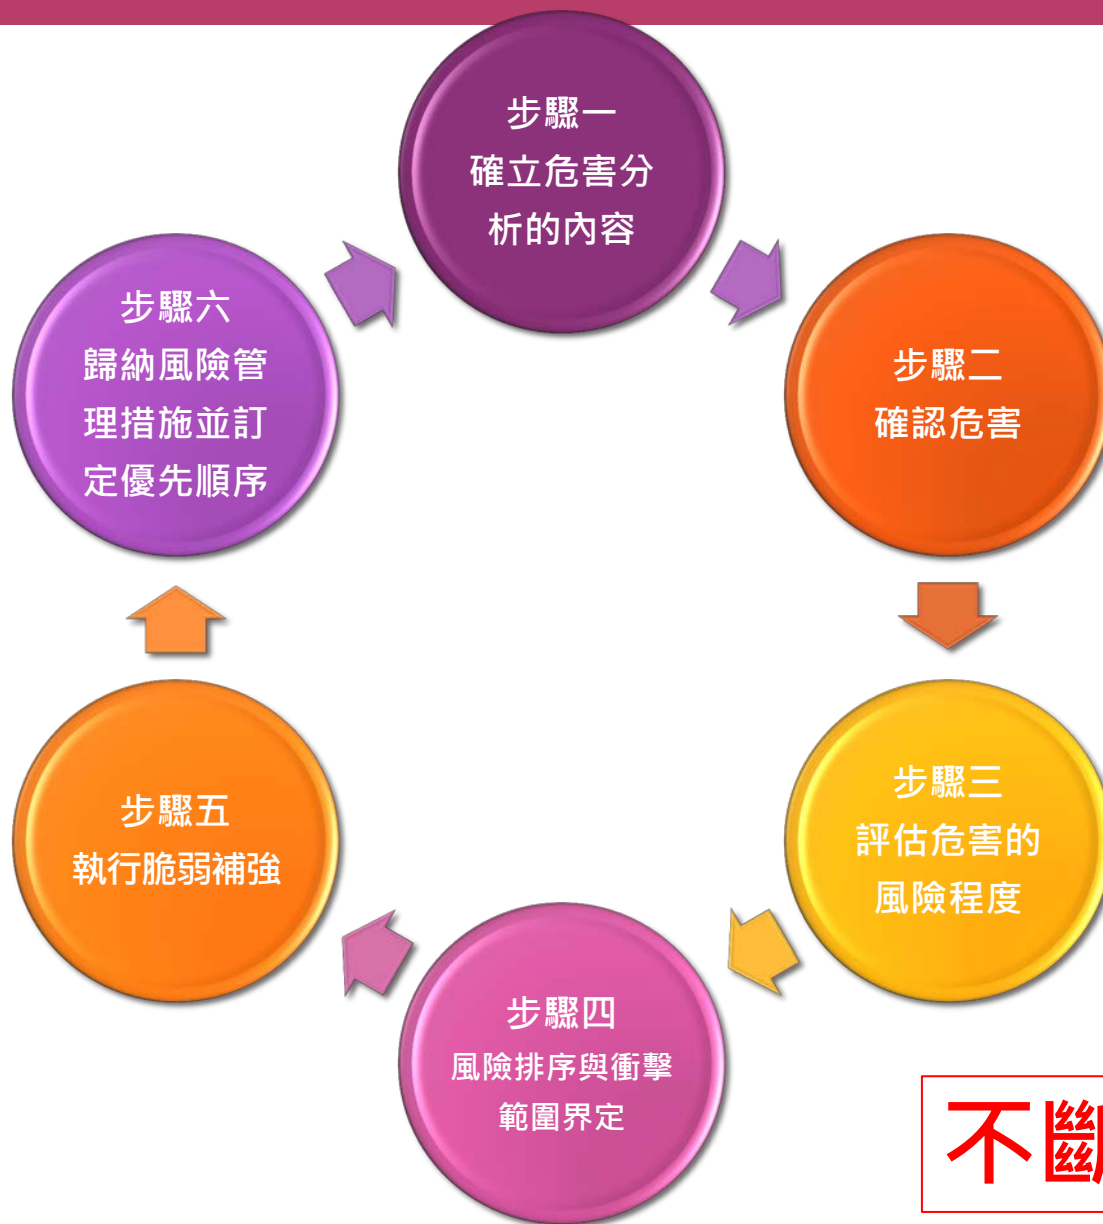 步驟一
確立危害分
析的內容
步驟二
確認危害
步驟三
評估危害的
風險程度
步驟四
風險排序與衝擊
範圍界定
步驟五
執行脆弱補強
步驟六
歸納風險管
理措施並訂
定優先順序
不斷